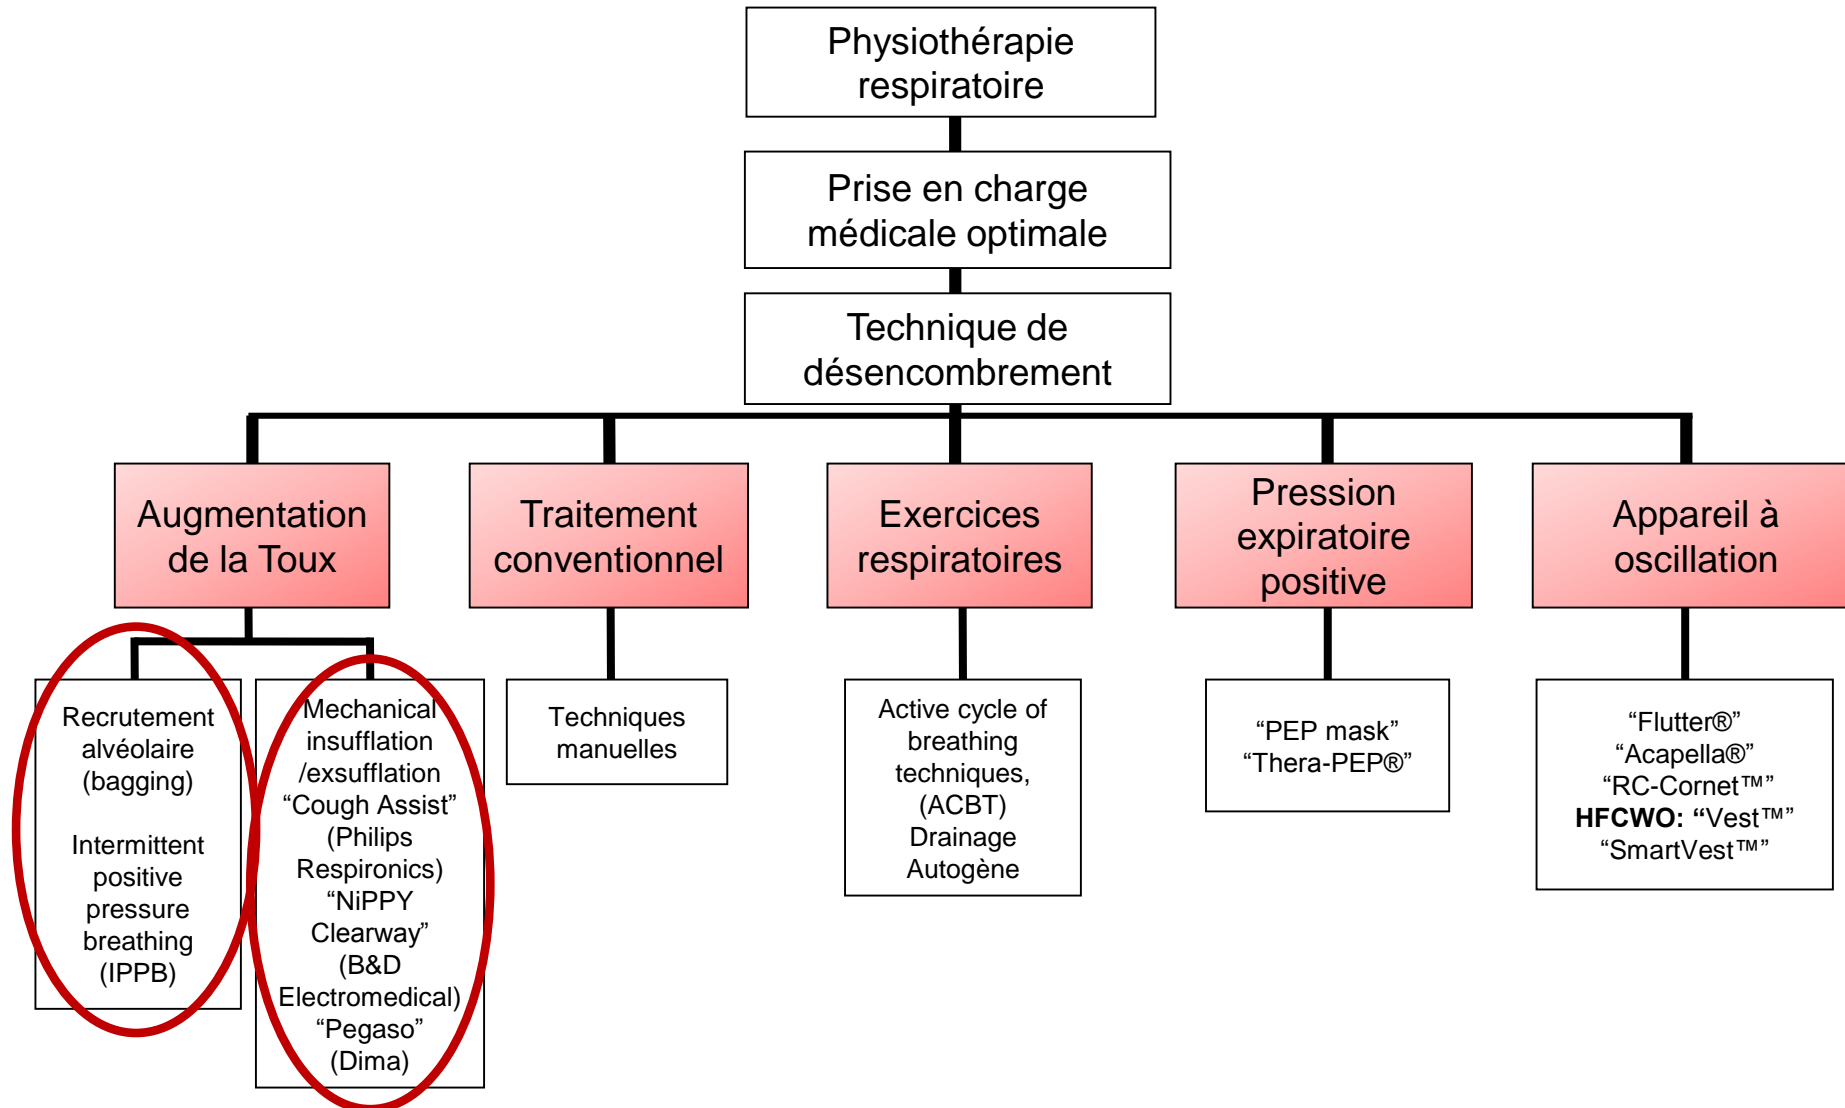 Physiothérapie
respiratoire
Prise en charge
médicale optimale
Technique de
désencombrement
Augmentation
de la Toux
Traitement
conventionnel
Exercices
respiratoires
Pression
expiratoire
positive
Appareil à
oscillation
Recrutement
alvéolaire
(bagging)
Intermittent
positive
pressure
breathing
(IPPB)
Mechanical
insufflation
/exsufflation
“Cough Assist”
(Philips
Respironics)
“NiPPY
Clearway”
(B&D
Electromedical)
“Pegaso”
(Dima)
Techniques
manuelles
Active cycle of
breathing
techniques,
(ACBT)
Drainage
Autogène
“PEP mask”
“Thera-PEP®”
“Flutter®”
“Acapella®”
“RC-Cornet™”
HFCWO: “Vest™”
“SmartVest™”